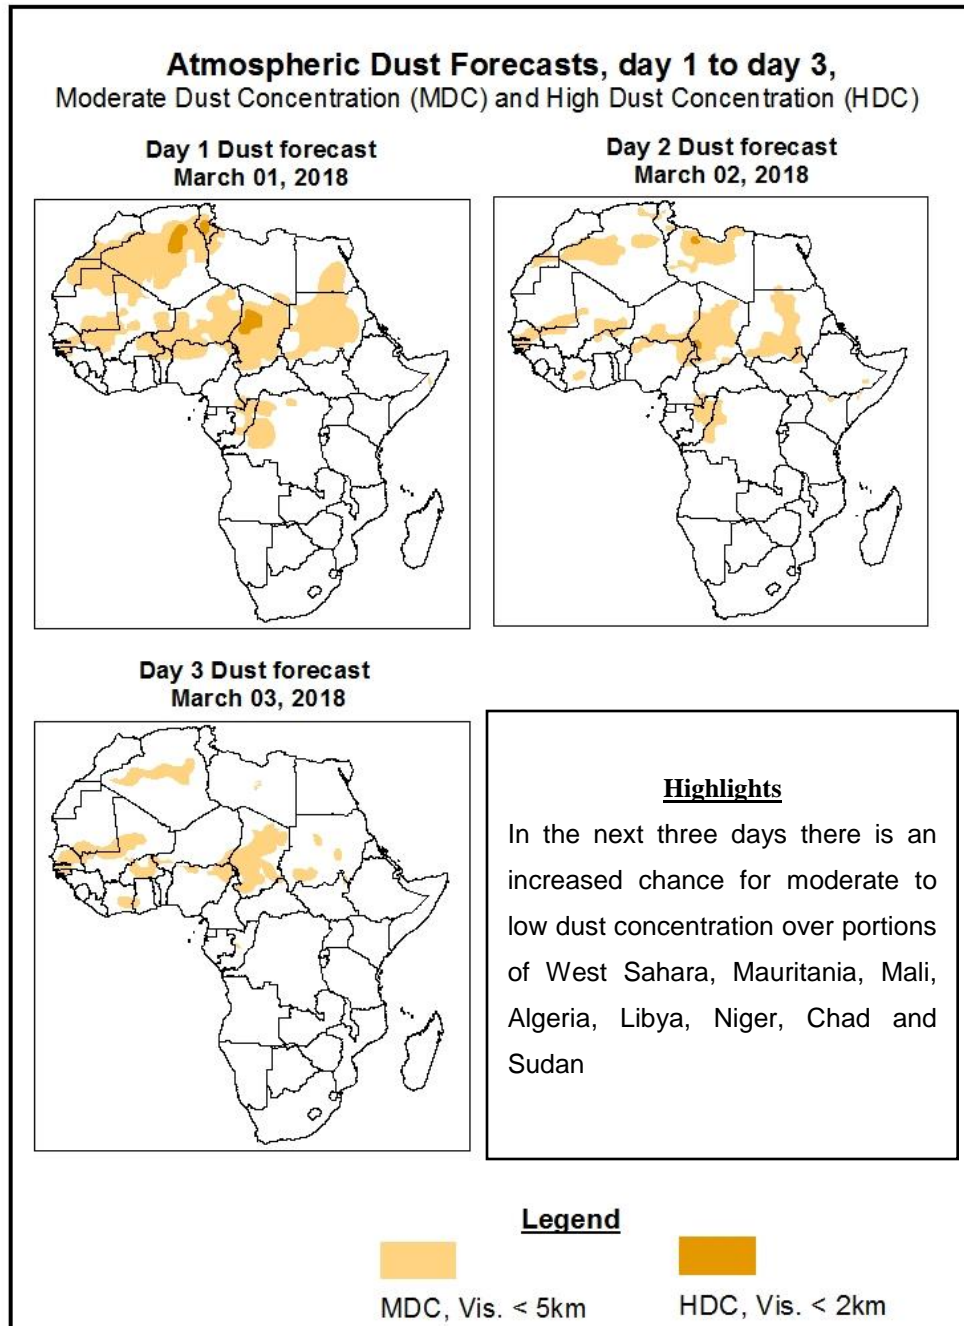 Atmospheric Dust Forecasts, day 1 to day 3,
Moderate Dust Concentration (MDC) and High Dust Concentration (HDC)
Day 1 Dust forecast
March 01, 2018
Day 2 Dust forecast
March 02, 2018
Day 3 Dust forecast
March 03, 2018
Highlights
In the next three days there is an
increased chance for moderate to
low dust concentration over portions
of West Sahara, Mauritania, Mali,
Algeria, Libya, Niger, Chad and
Sudan
Legend
MDC, Vis. < 5km
HDC, Vis. < 2km